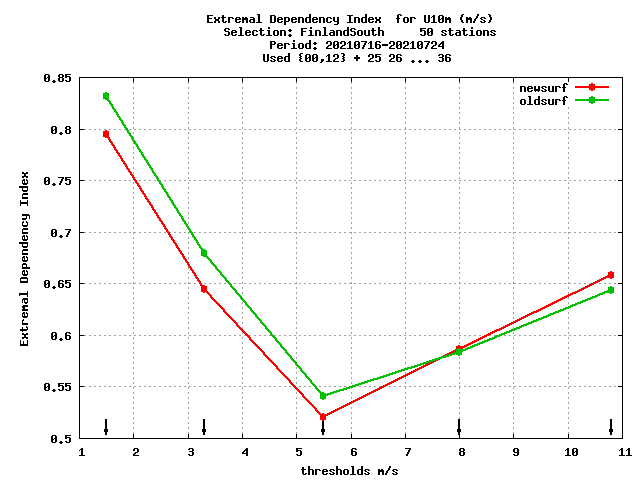 Extremal Dependency Index  for U10m (m/s)
Selection: FinlandSouth     50 stations
Period: 20210716-20210724
Used {00,12} + 25 26 ... 36
newsurf
oldsurf
Extremal Dependency Index
0.85
0.8
0.75
0.7
0.65
0.6
0.55
0.5
1 2 3 4 5 6 7 8 9 10 11
thresholds m/s